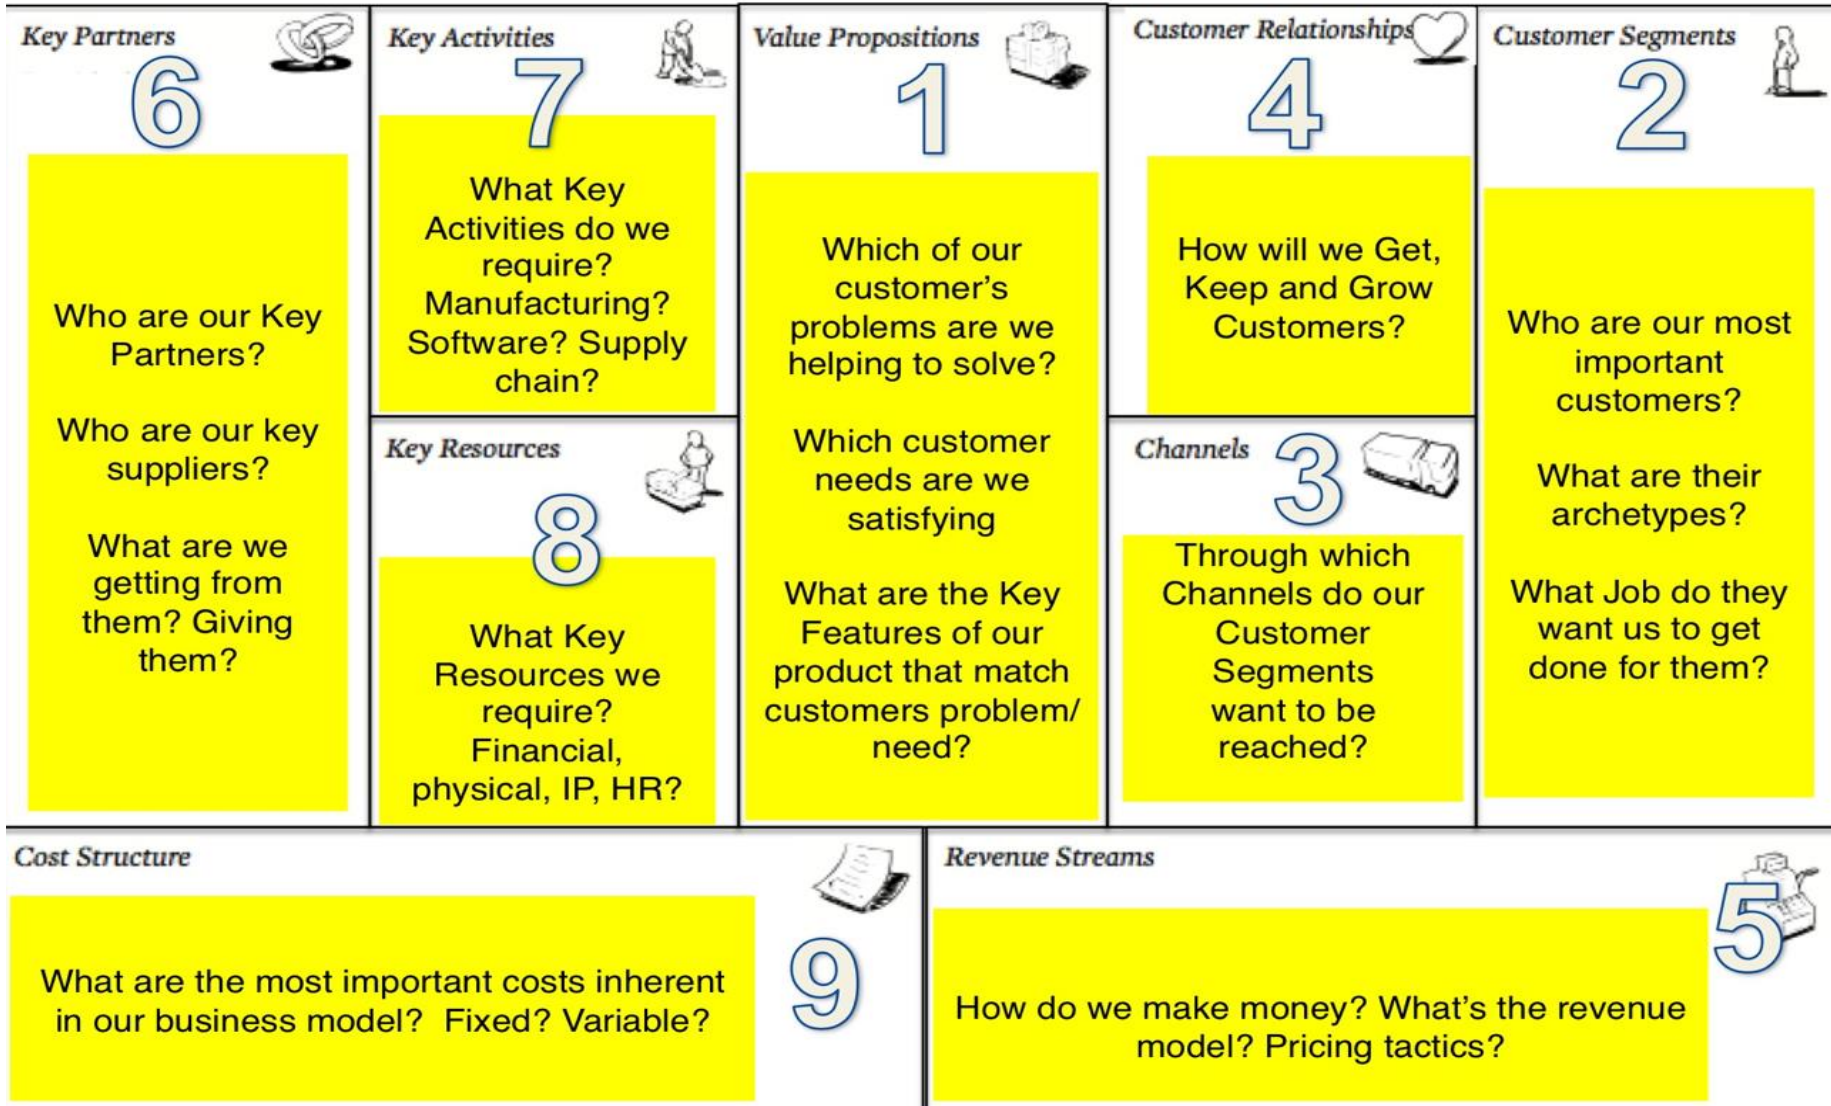 Key Partners
6
Who are our Key
Partners?
Who are our key
suppliers?
What are we
getting from
them? Giving
them?
Key Activities
7
What Key
Activities do we
require?
Manufacturing?
Software? Supply
chain?
Key Resources
8
What Key
Resources we
require?
Financial,
physical, IP, HR?
Value Propositions
1
Which of our
customer’s
problems are we
helping to solve?
Which customer
needs are we
satisfying
What are the Key
Features of our
product that match
customers problem/
need?
Customer Relationships
4
How will we Get,
Keep and Grow
Customers?
Channels
3
Through which
Channels do our
Customer
Segments
want to be
reached?
Customer Segments
2
Who are our most
important
customers?
What are their
archetypes?
What Job do they
want us to get
done for them?
Cost Structure
9
What are the most important costs inherent
in our business model?  Fixed? Variable?
Revenue Streams
5
How do we make money? What’s the revenue
model? Pricing tactics?